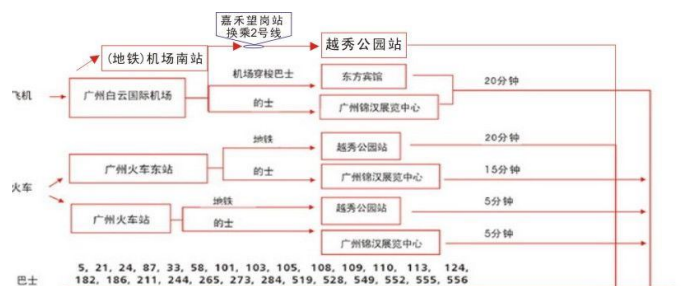 嘉禾望岗站
换乘2号线
越秀公园站
(地铁)机场南站
机场穿梭巴士
东方宾馆
20分钟
飞机
广州白云国际机场
的士
广州锦汉展览中心
地铁
越秀公园站
20分钟
广州火车东站
的士
广州锦汉展览中心
15分钟
火车
地铁
越秀公园站
5分钟
广州火车站
的士
广州锦汉展览中心
5分钟
巴士
5, 21, 24, 87, 33, 58, 101, 103, 105, 108, 109, 110, 113, 124,
182, 186, 211, 244, 265, 273, 284, 519, 528, 549, 552, 555, 556